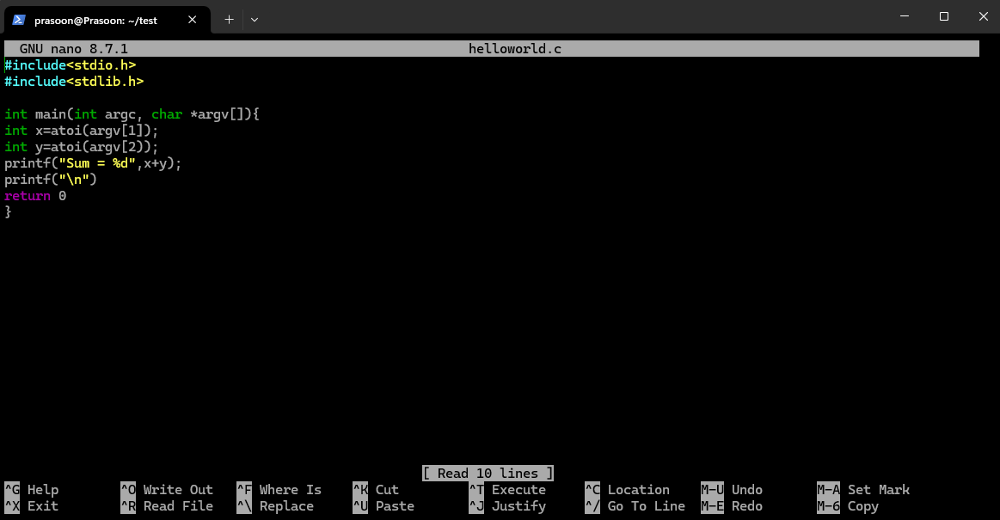 prasoon@Prasoon: ~/test
GNU nano 8.7.1 helloworld.c
#include<stdio.h>
#include<stdlib.h>

int main(int argc, char *argv[]){
int x=atoi(argv[1]);
int y=atoi(argv[2));
printf("Sum = %d",x+y);
printf("\n")
return 0
}
[ Read 10 lines ]
^G Help ^O Write Out ^F Where Is ^K Cut ^T Execute ^C Location M-U Undo M-A Set Mark
^X Exit ^R Read File ^\ Replace ^U Paste ^J Justify ^/ Go To Line M-E Redo M-6 Copy